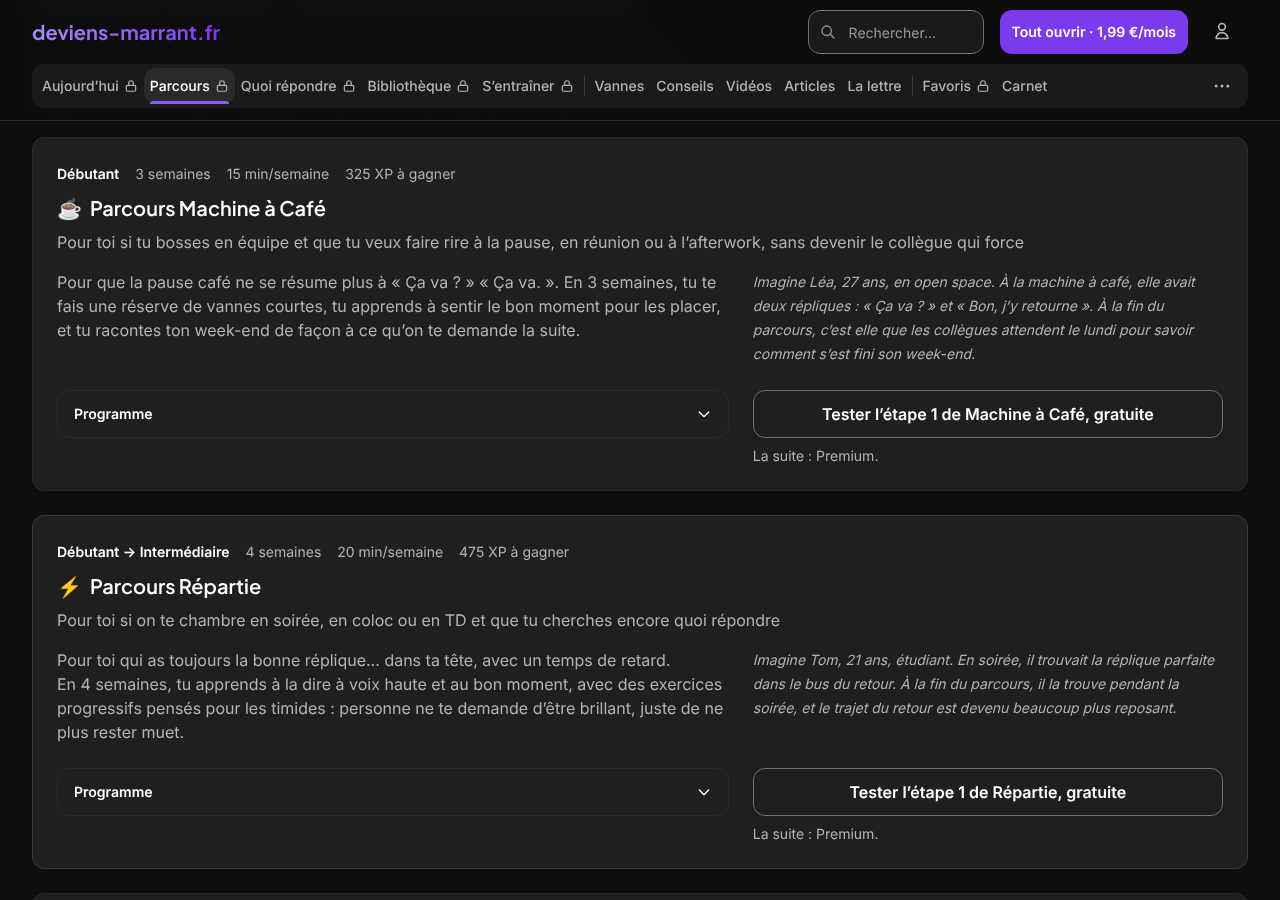 deviens-marrant.fr
Rechercher...
Tout ouvrir · 1,99 €/mois
Aujourd’hui
Parcours
Quoi répondre
Bibliothèque
S’entraîner
Vannes
Conseils
Vidéos
Articles
La lettre
Favoris
Carnet
Débutant 3 semaines 15 min/semaine 325 XP à gagner
☕ Parcours Machine à Café
Pour toi si tu bosses en équipe et que tu veux faire rire à la pause, en réunion ou à l’afterwork, sans devenir le collègue qui force
Pour que la pause café ne se résume plus à « Ça va ? » « Ça va. ». En 3 semaines, tu te
fais une réserve de vannes courtes, tu apprends à sentir le bon moment pour les placer,
et tu racontes ton week-end de façon à ce qu’on te demande la suite.
Imagine Léa, 27 ans, en open space. À la machine à café, elle avait
deux répliques : « Ça va ? » et « Bon, j’y retourne ». À la fin du
parcours, c’est elle que les collègues attendent le lundi pour savoir
comment s’est fini son week-end.
Programme
Tester l’étape 1 de Machine à Café, gratuite
La suite : Premium.
Débutant → Intermédiaire 4 semaines 20 min/semaine 475 XP à gagner
⚡ Parcours Répartie
Pour toi si on te chambre en soirée, en coloc ou en TD et que tu cherches encore quoi répondre
Pour toi qui as toujours la bonne réplique… dans ta tête, avec un temps de retard.
En 4 semaines, tu apprends à la dire à voix haute et au bon moment, avec des exercices
progressifs pensés pour les timides : personne ne te demande d’être brillant, juste de ne
plus rester muet.
Imagine Tom, 21 ans, étudiant. En soirée, il trouvait la réplique parfaite
dans le bus du retour. À la fin du parcours, il la trouve pendant la
soirée, et le trajet du retour est devenu beaucoup plus reposant.
Programme
Tester l’étape 1 de Répartie, gratuite
La suite : Premium.